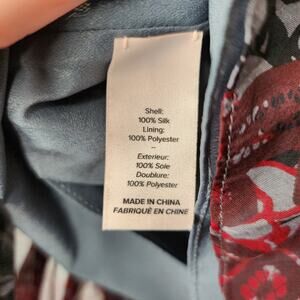 Shell:
100% Silk
Lining:
100% Polyester
--
Exterieur:
100% Soie
Doublure:
100% Polyester
MADE IN CHINA
FABRIQUÉ EN CHINE